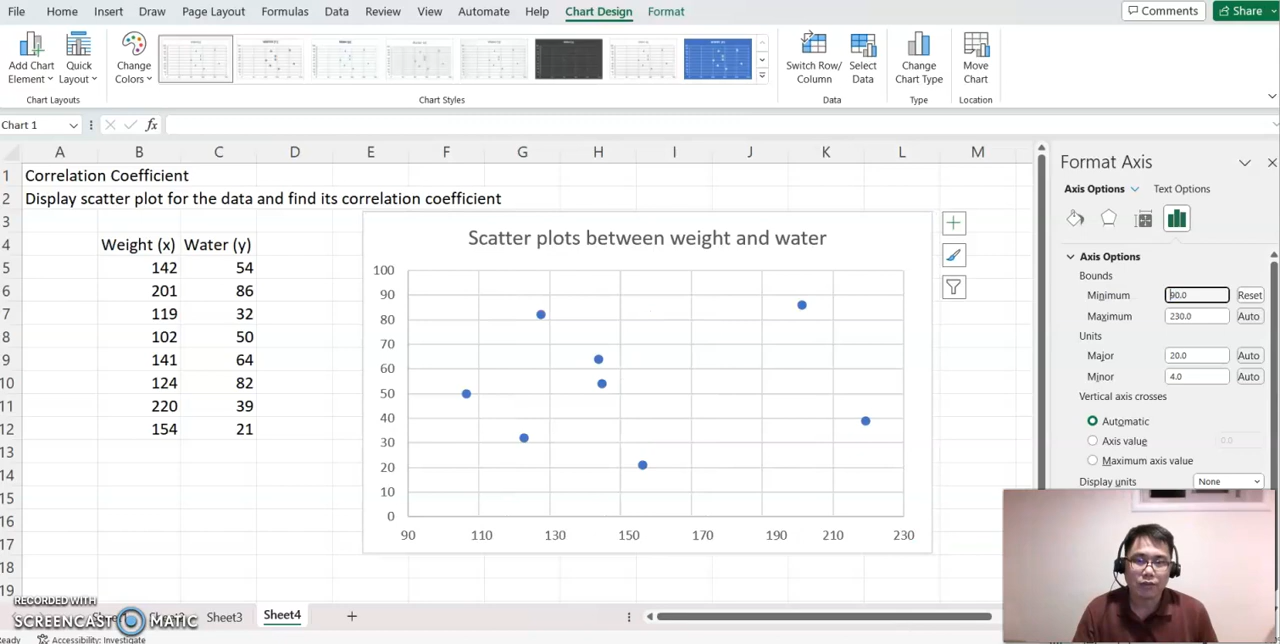 File Home Insert Draw Page Layout Formulas Data Review View Automate Help Chart Design Format Comments Share
Add Chart Element Quick Layout Change Colors Switch Row/ Column Select Data Change Chart Type Move Chart
Chart Layouts Chart Styles Data Type Location
Chart 1 fx
A B C D E F G H I J K L M
1 Correlation Coefficient
2 Display scatter plot for the data and find its correlation coefficient
3
4 Weight (x) Water (y)
5 142 54
6 201 86
7 119 32
8 102 50
9 141 64
10 124 82
11 220 39
12 154 21
13
14
15
16
17
18
19
Scatter plots between weight and water
100
90
80
70
60
50
40
30
20
10
0
90 110 130 150 170 190 210 230
Format Axis
Axis Options Text Options
Axis Options
Bounds
Minimum 90.0 Reset
Maximum 230.0 Auto
Units
Major 20.0 Auto
Minor 4.0 Auto
Vertical axis crosses
Automatic
Axis value 0.0
Maximum axis value
Display units None
RECORDED WITH
SCREENCAST MATIC
Sheet3 Sheet4 +
Accessibility: Investigate